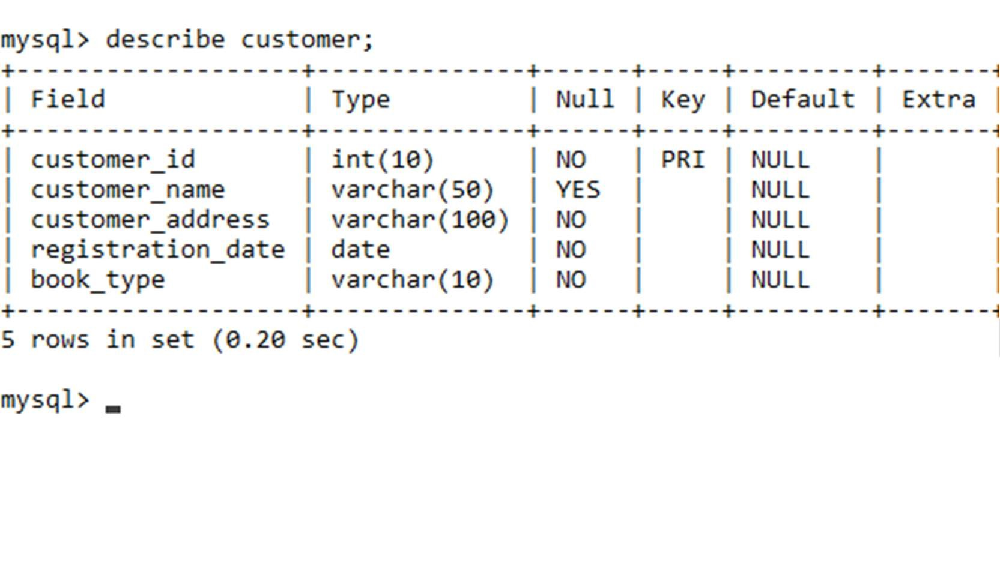 mysql> describe customer;
+-------------------+--------------+------+-----+---------+-------+
| Field             | Type         | Null | Key | Default | Extra |
+-------------------+--------------+------+-----+---------+-------+
| customer_id       | int(10)      | NO   | PRI | NULL    |       |
| customer_name     | varchar(50)  | YES  |     | NULL    |       |
| customer_address  | varchar(100) | NO   |     | NULL    |       |
| registration_date | date         | NO   |     | NULL    |       |
| book_type         | varchar(10)  | NO   |     | NULL    |       |
+-------------------+--------------+------+-----+---------+-------+
5 rows in set (0.20 sec)
mysql> _